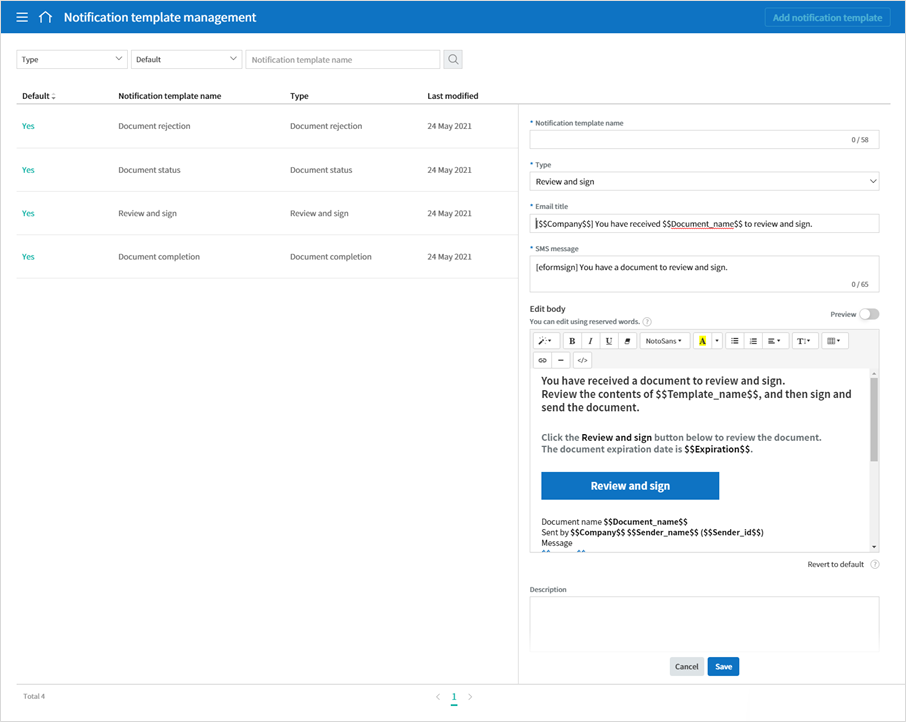 Notification template management
Add notification template
Type
Default
Notification template name
Default
Notification template name
Type
Last modified
Yes
Document rejection
Document rejection
24 May 2021
Yes
Document status
Document status
24 May 2021
Yes
Review and sign
Review and sign
24 May 2021
Yes
Document completion
Document completion
24 May 2021
* Notification template name
0 / 58
* Type
Review and sign
* Email title
[$$Company$$] You have received $$Document_name$$ to review and sign.
* SMS message
[eformsign] You have a document to review and sign.
0 / 65
Edit body
Preview
You can edit using reserved words. ?
B I U NotoSans A T
</>
You have received a document to review and sign.
Review the contents of $$Template_name$$, and then sign and
send the document.
Click the Review and sign button below to review the document.
The document expiration date is $$Expiration$$.
Review and sign
Document name $$Document_name$$
Sent by $$Company$$ $$Sender_name$$ ($$Sender_id$$)
Message
Revert to default ?
Description
Cancel
Save
Total 4
< 1 >